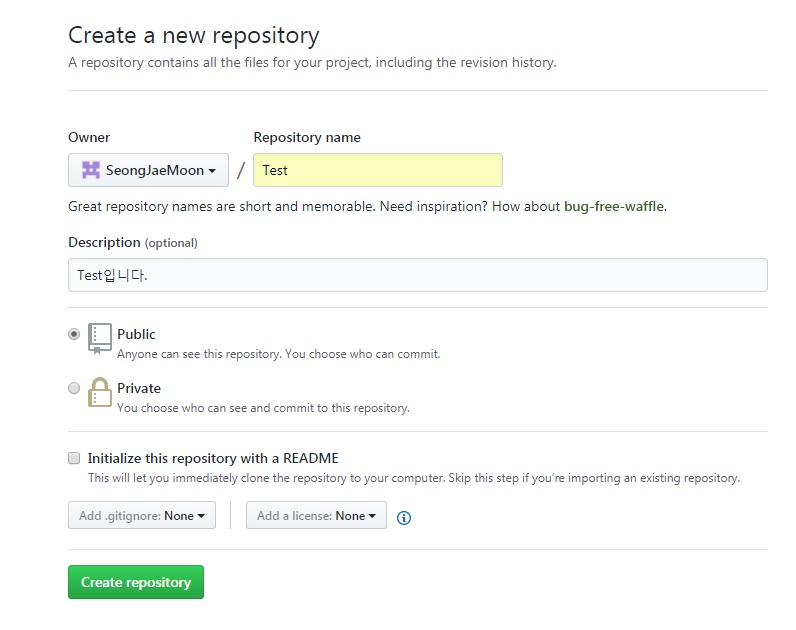 Create a new repository
A repository contains all the files for your project, including the revision history.
Owner
Repository name
SeongJaeMoon / Test
Great repository names are short and memorable. Need inspiration? How about bug-free-waffle.
Description (optional)
Test입니다.
Public
Anyone can see this repository. You choose who can commit.
Private
You choose who can see and commit to this repository.
Initialize this repository with a README
This will let you immediately clone the repository to your computer. Skip this step if you’re importing an existing repository.
Add .gitignore: None
Add a license: None
Create repository